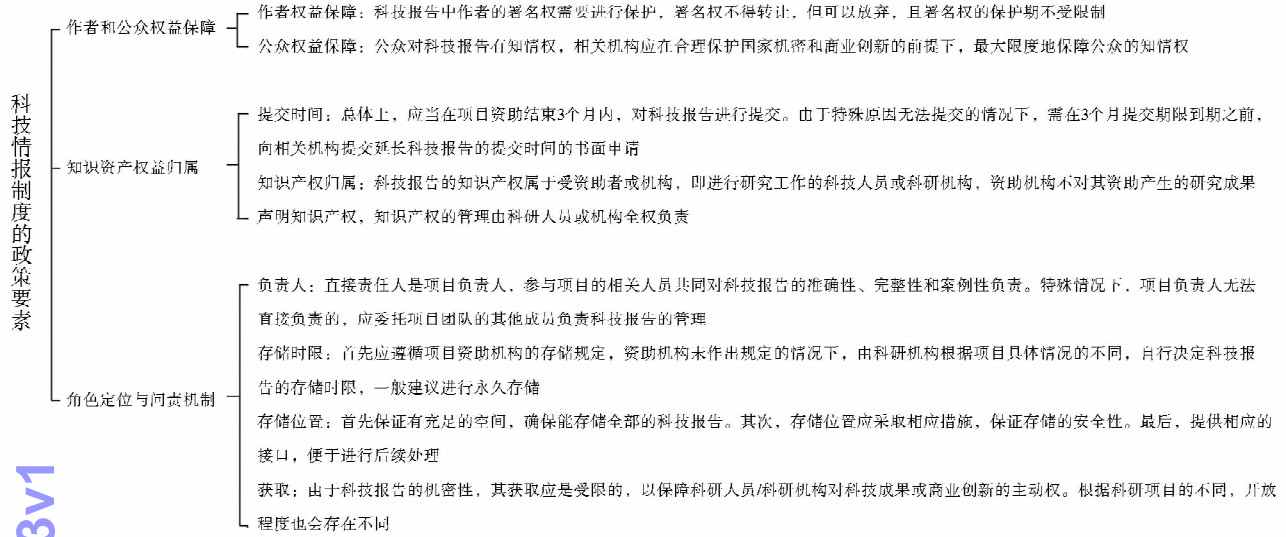 科技情报制度的政策要素
作者和公众权益保障
作者权益保障：科技报告中作者的署名权需要进行保护，署名权不得转让，但可以放弃，且署名权的保护期不受限制
公众权益保障：公众对科技报告有知情权，相关机构应在合理保护国家机密和商业创新的前提下，最大限度地保障公众的知情权
知识资产权益归属
提交时间：总体上，应当在项目资助结束3个月内，对科技报告进行提交。由于特殊原因无法提交的情况下，需在3个月提交期限到期之前，
向相关机构提交延长科技报告的提交时间的书面申请
知识产权归属：科技报告的知识产权属于受资助者或机构，即进行研究工作的科技人员或科研机构，资助机构不对其资助产生的研究成果
声明知识产权，知识产权的管理由科研人员或机构全权负责
角色定位与问责机制
负责人：直接责任人是项目负责人，参与项目的相关人员共同对科技报告的准确性、完整性和案例性负责。特殊情况下，项目负责人无法
直接负责的，应委托项目团队的其他成员负责科技报告的管理
存储时限：首先应遵循项目资助机构的存储规定，资助机构未作出规定的情况下，由科研机构根据项目具体情况的不同，自行决定科技报
告的存储时限，一般建议进行永久存储
存储位置：首先保证有充足的空间，确保能存储全部的科技报告。其次，存储位置应采取相应措施，保证存储的安全性。最后，提供相应的
接口，便于进行后续处理
获取：由于科技报告的机密性，其获取应是受限的，以保障科研人员/科研机构对科技成果或商业创新的主动权。根据科研项目的不同，开放
程度也会存在不同
3v1